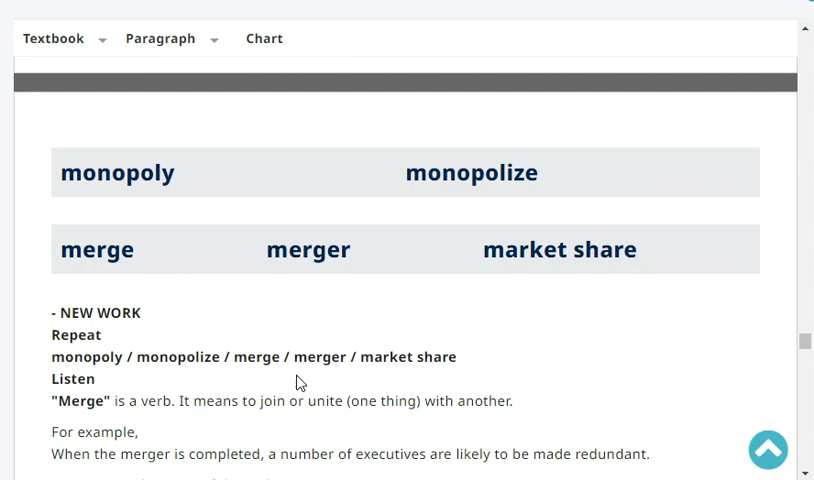 Textbook Paragraph Chart
monopoly monopolize
merge merger market share
- NEW WORK
Repeat
monopoly / monopolize / merge / merger / market share
Listen
"Merge" is a verb. It means to join or unite (one thing) with another.
For example,
When the merger is completed, a number of executives are likely to be made redundant.